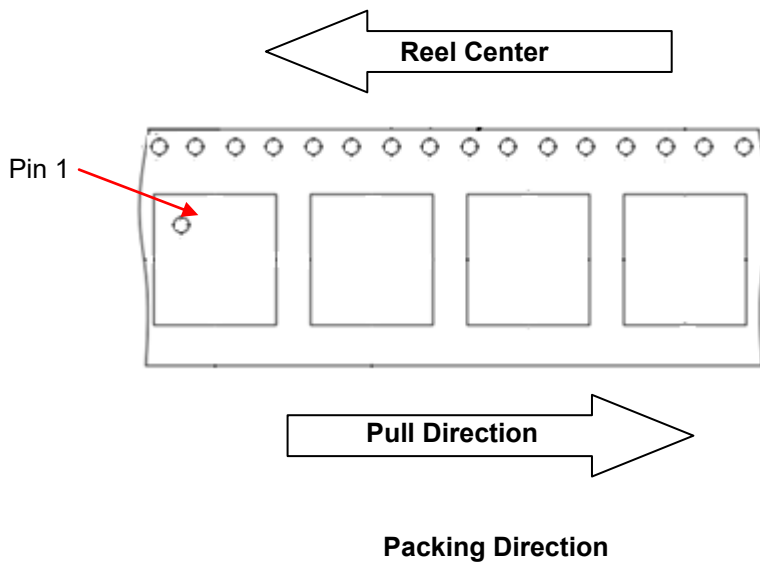 Reel Center
Pin 1
Pull Direction
Packing Direction